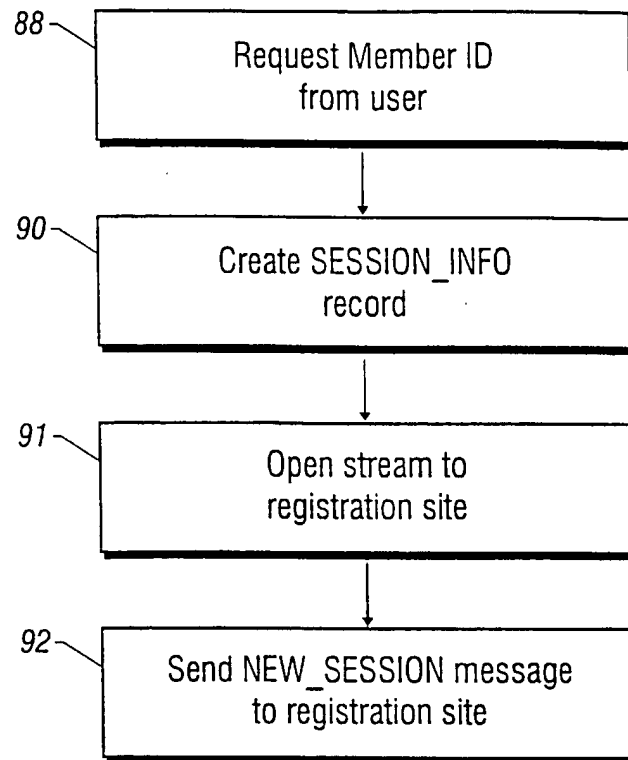 88
Request Member ID
from user
90
Create SESSION_INFO
record
91
Open stream to
registration site
92
Send NEW_SESSION message
to registration site